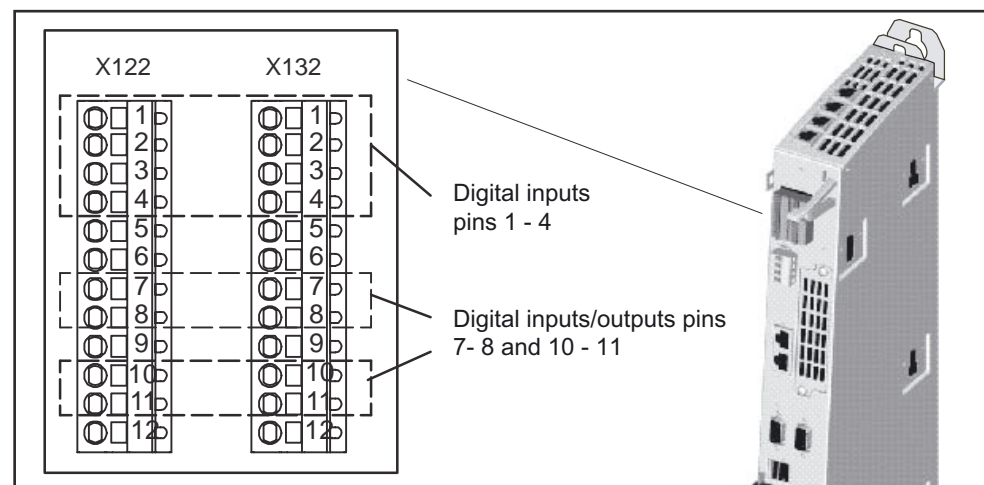 X122 X132
1 1
2 2
3 3
4 4
5 5
6 6
7 7
8 8
9 9
10 10
11 11
12 12
Digital inputs
pins 1 - 4
Digital inputs/outputs pins
7- 8 and 10 - 11